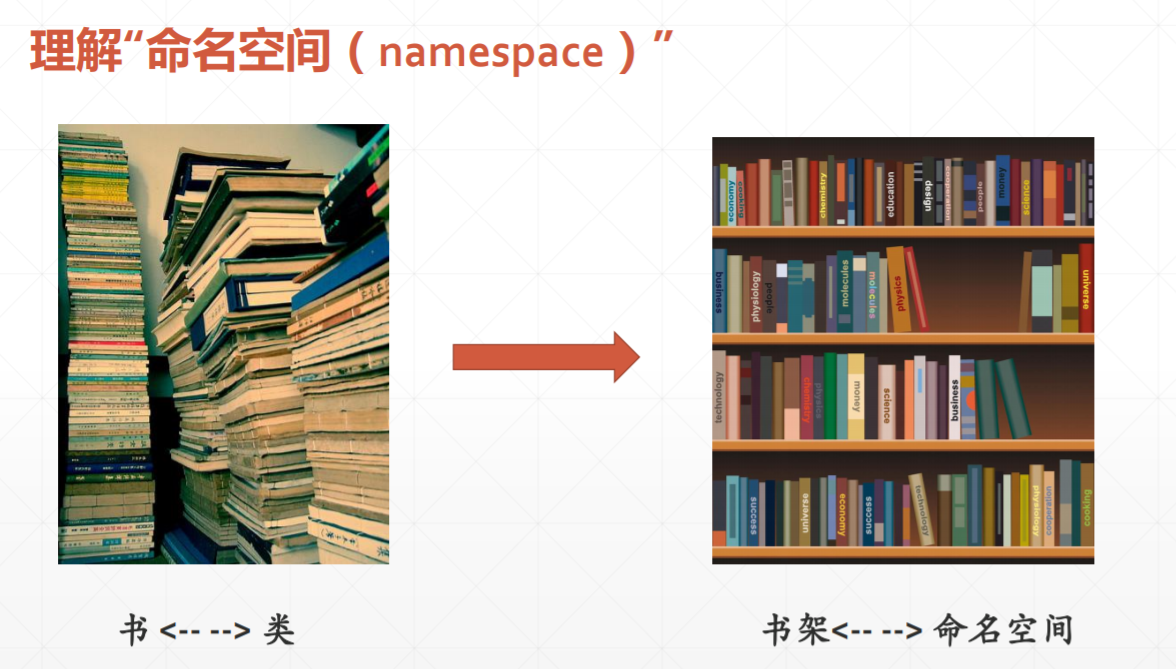 理解“命名空间（namespace）”
economy
chemistry
education
design
cooperation
people
money
science
business
physiology
people
molecules
molecules
physics
universe
technology
chemistry
physics
money
science
business
success
universe
economy
success
technology
physiology
cooperation
cooking
书 <-- --> 类
书架<-- --> 命名空间